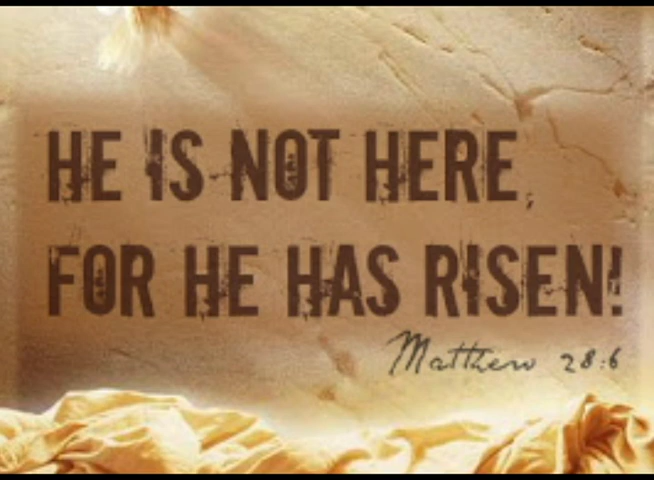 HE IS NOT HERE,
FOR HE HAS RISEN!
Matthew 28:6